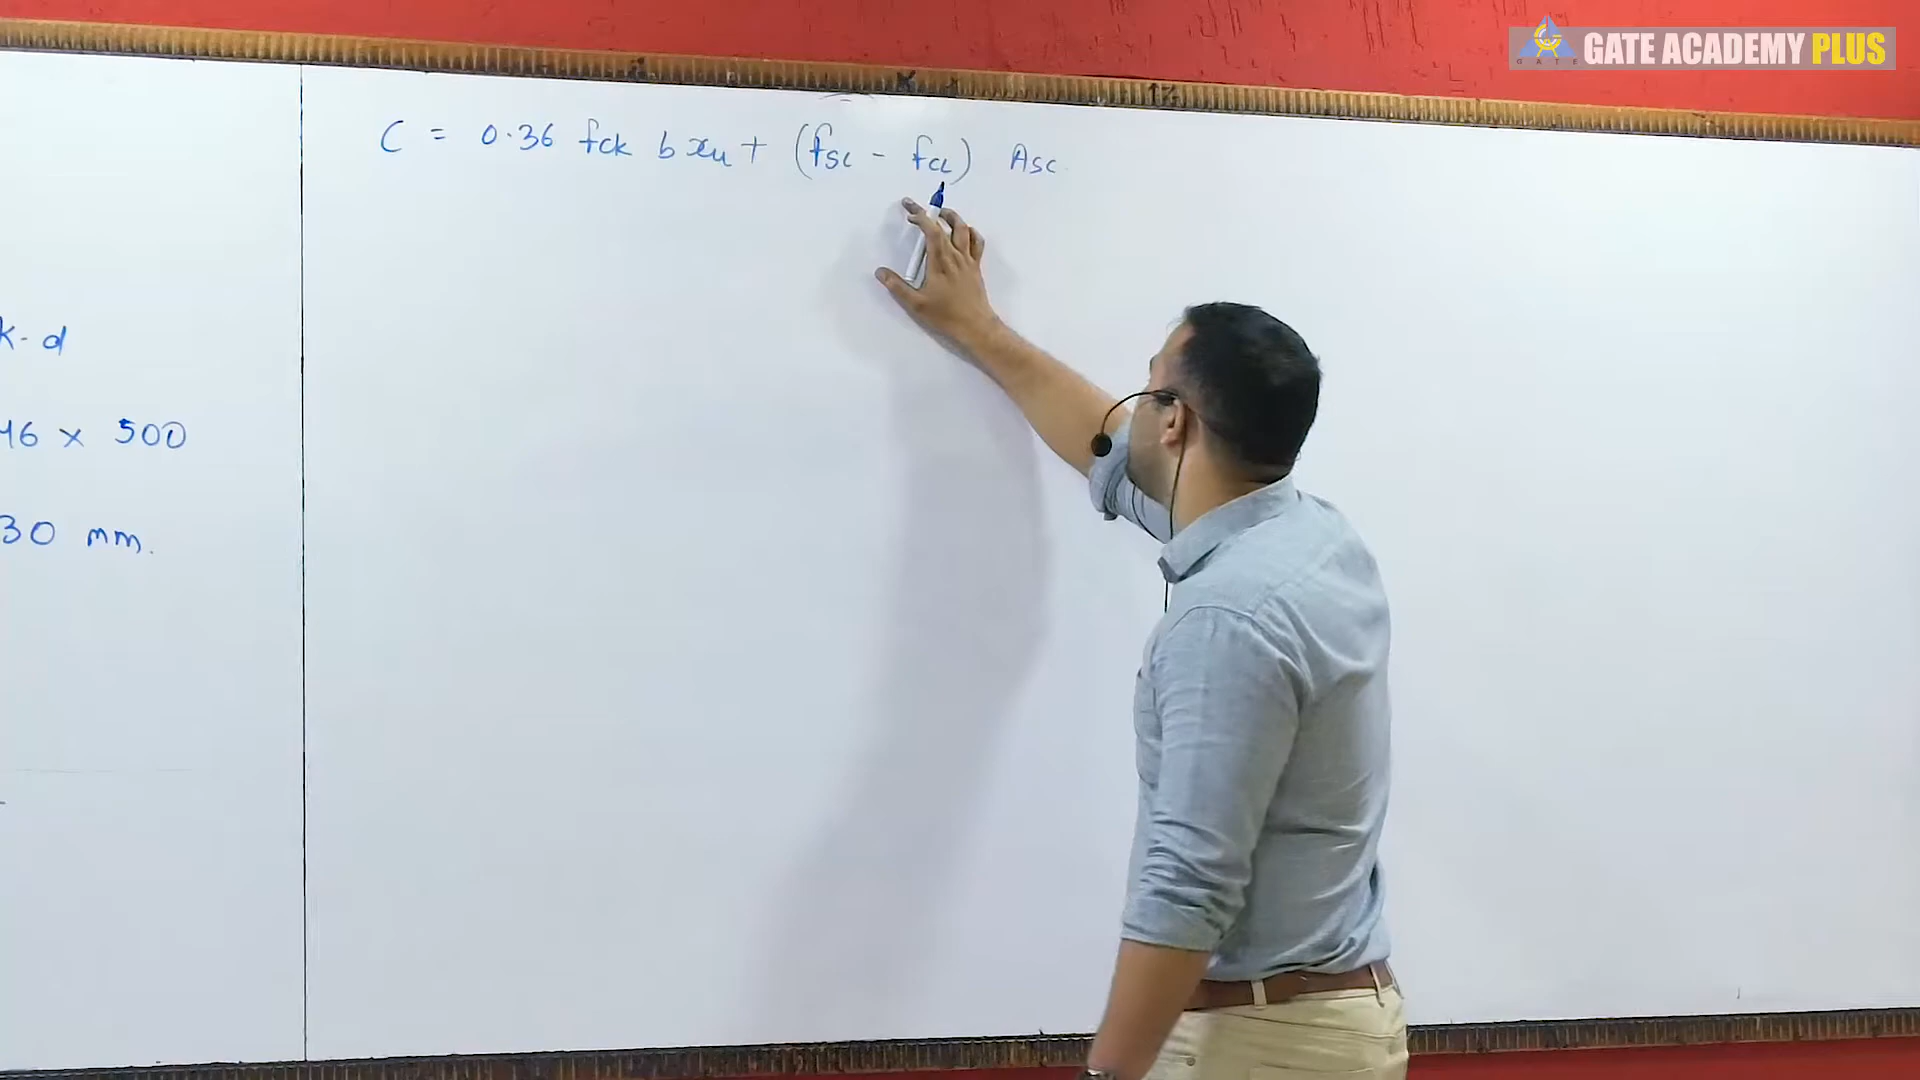 GATE ACADEMY PLUS
C = 0.36 fck b xu + (fsc - fcc) Asc.
k. d
46 x 500
30 mm.